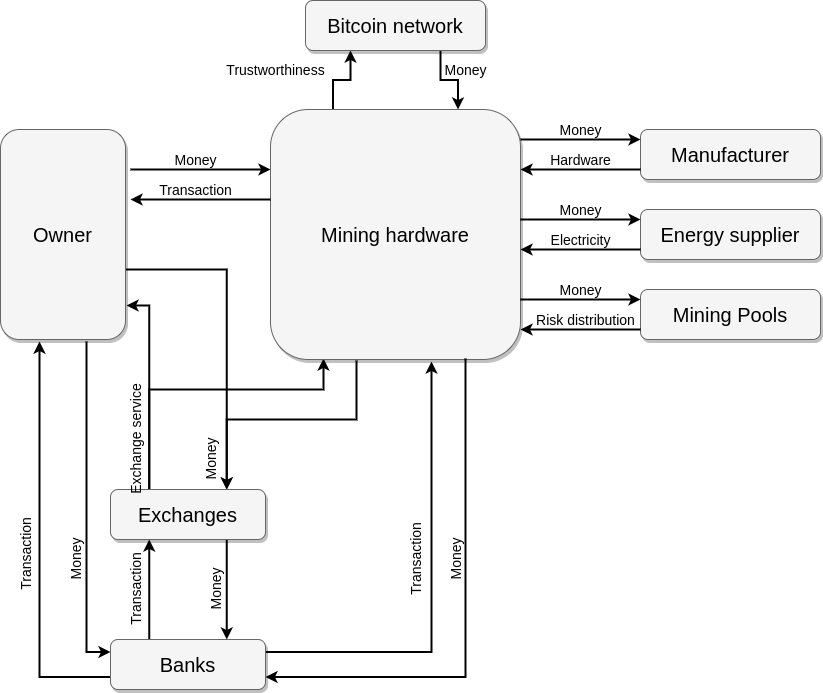 Bitcoin network
Trustworthiness
Money
Money
Manufacturer
Hardware
Money
Transaction
Owner
Mining hardware
Money
Energy supplier
Electricity
Money
Mining Pools
Risk distribution
Exchange service
Money
Exchanges
Transaction
Money
Transaction
Money
Transaction
Money
Banks